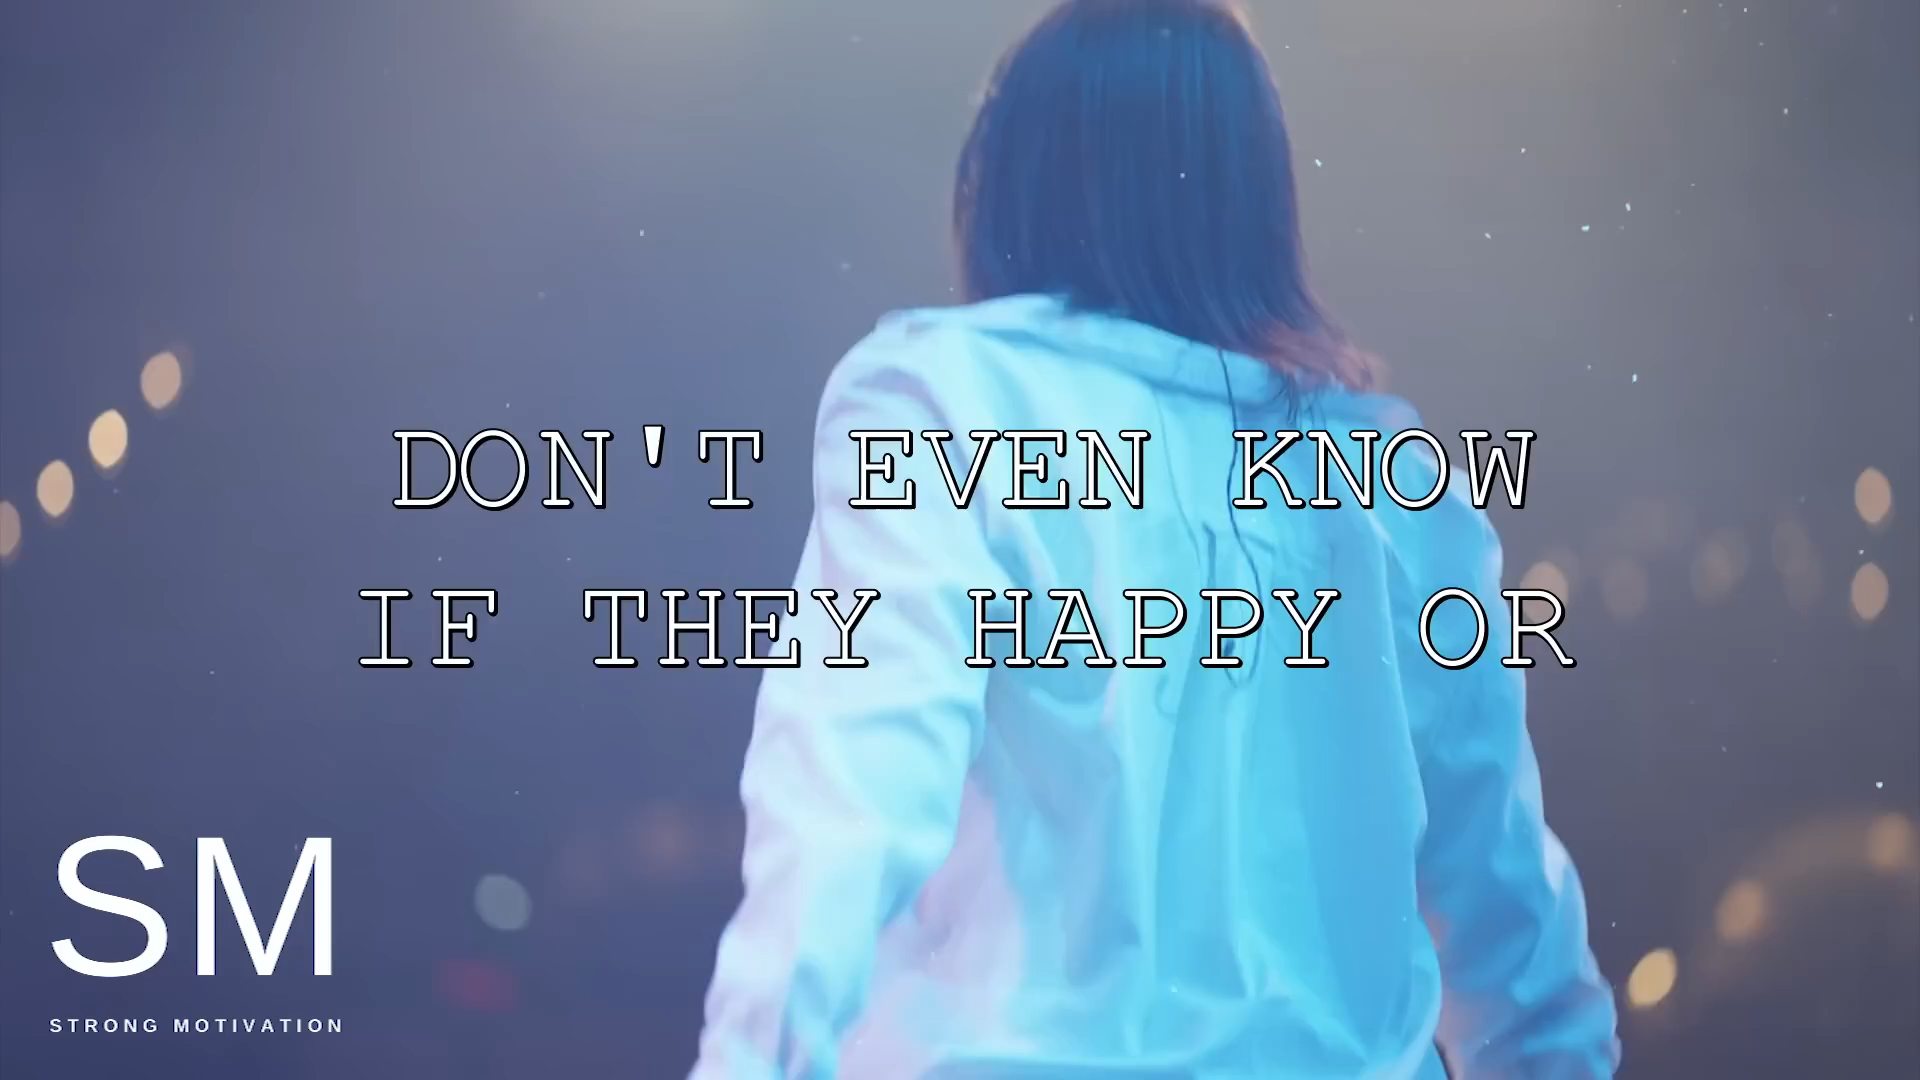 DON'T EVEN KNOW
IF THEY HAPPY OR
SM
STRONG MOTIVATION